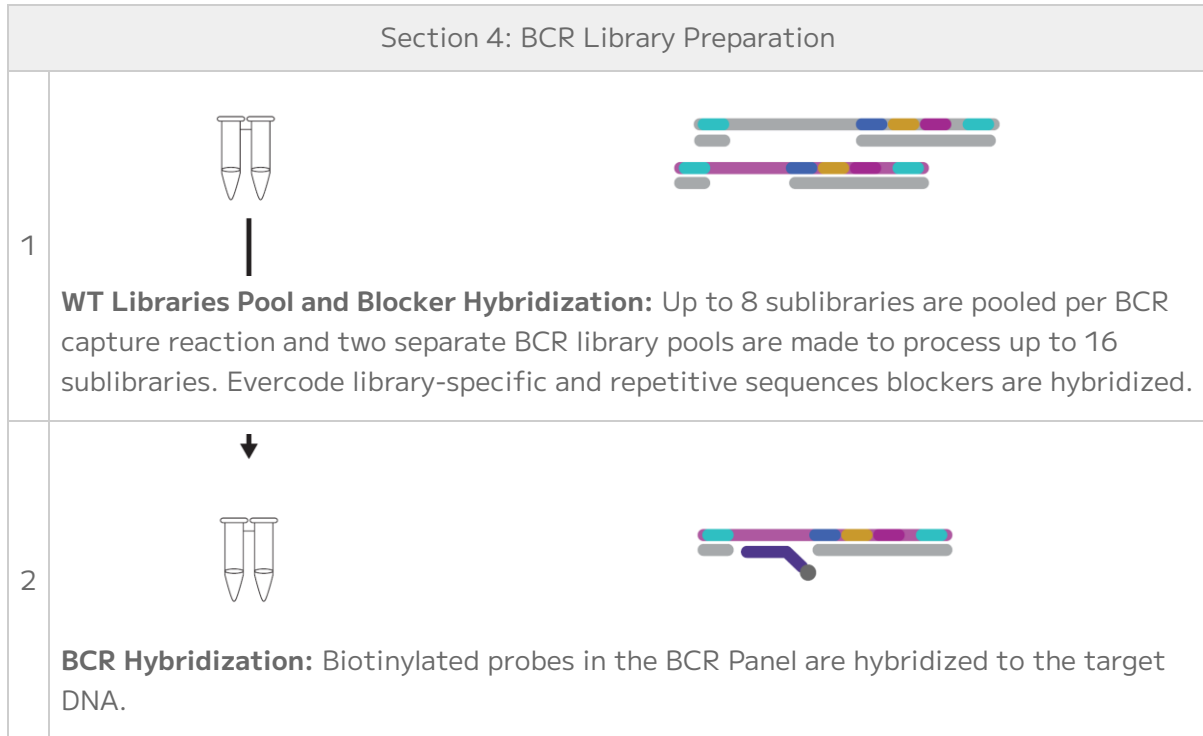 Section 4: BCR Library Preparation
1
WT Libraries Pool and Blocker Hybridization: Up to 8 sublibraries are pooled per BCR
capture reaction and two separate BCR library pools are made to process up to 16
sublibraries. Evercode library-specific and repetitive sequences blockers are hybridized.
2
BCR Hybridization: Biotinylated probes in the BCR Panel are hybridized to the target
DNA.